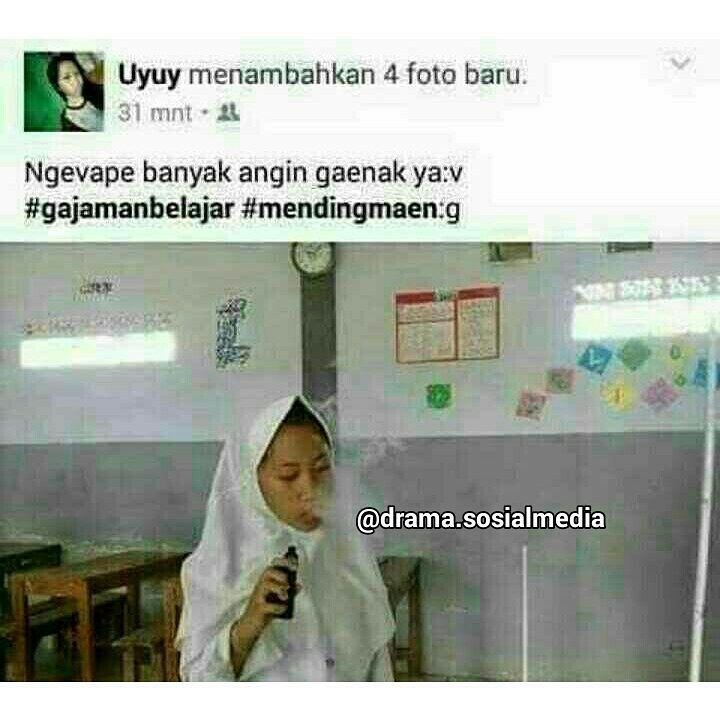 Uyuy menambahkan 4 foto baru.
31 mnt
Ngevape banyak angin gaenak ya:v
#gajamanbelajar #mendingmaen:g
@drama.sosialmedia